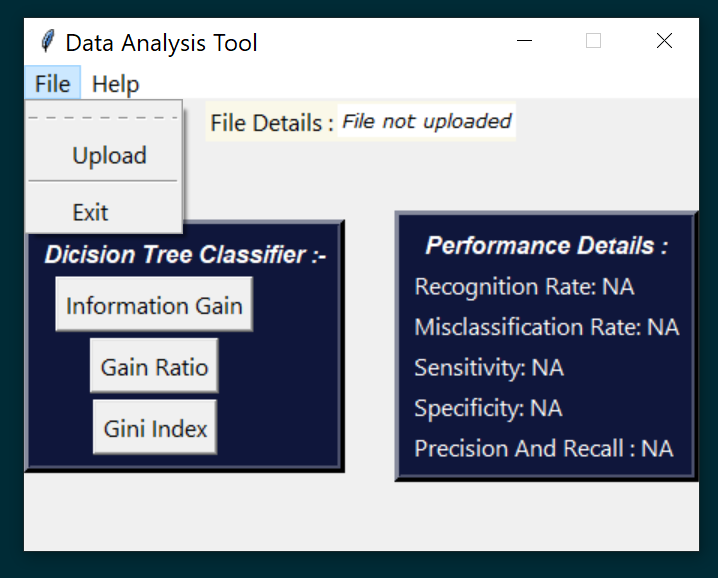 Data Analysis Tool
File Help
File Details : File not uploaded
Upload
Exit
Dicision Tree Classifier :-
Information Gain
Gain Ratio
Gini Index
Performance Details :
Recognition Rate: NA
Misclassification Rate: NA
Sensitivity: NA
Specificity: NA
Precision And Recall : NA